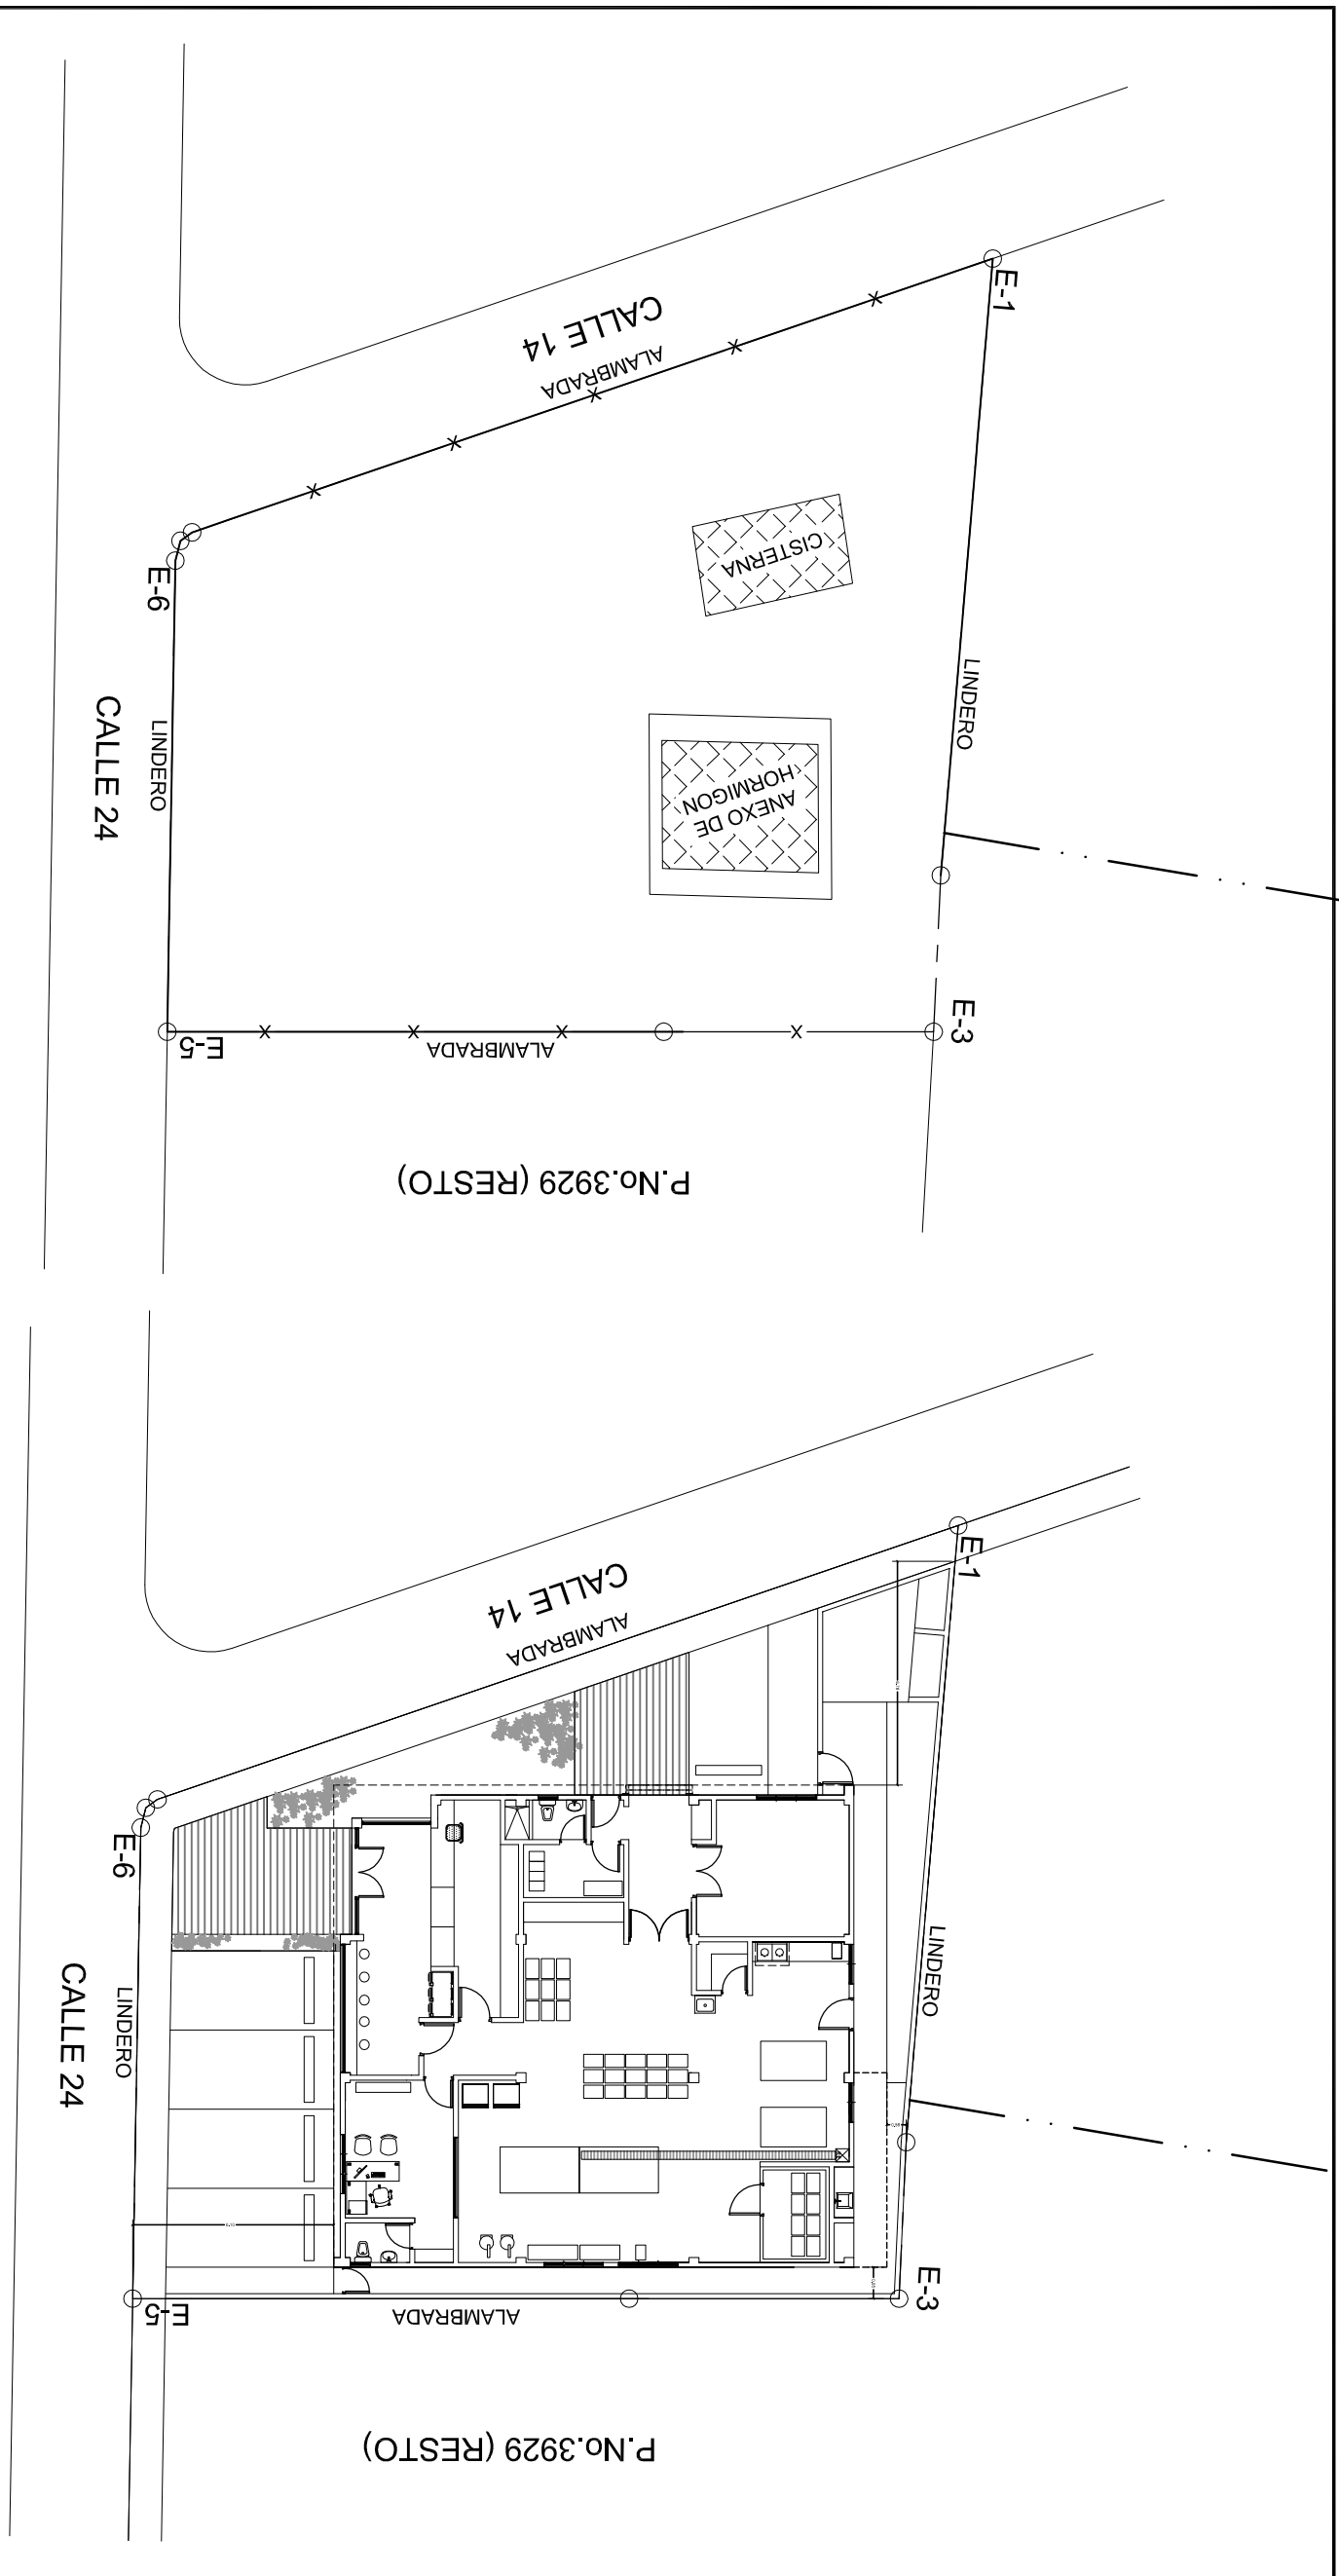 E-1
CALLE 14
ALAMBRADA
CISTERNA
E-6
LINDERO
LINDERO
CALLE 24
ANEXO DE
HORMIGON
E-3
E-5
ALAMBRADA
P.No.3929 (RESTO)
E-1
CALLE 14
ALAMBRADA
E-6
LINDERO
LINDERO
CALLE 24
E-3
E-5
ALAMBRADA
P.No.3929 (RESTO)